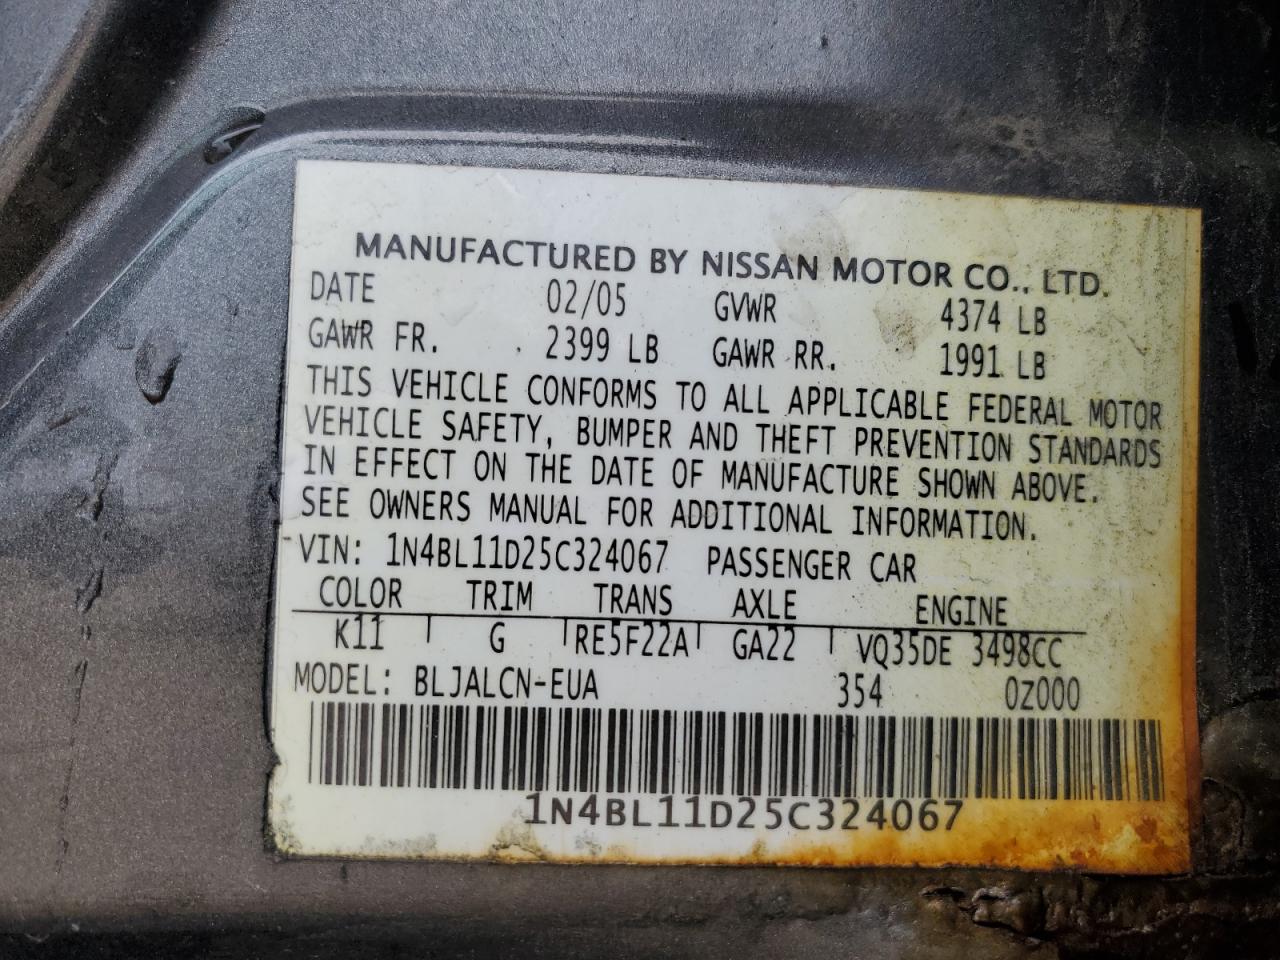 MANUFACTURED BY NISSAN MOTOR CO., LTD.
DATE 02/05 GVWR 4374 LB
GAWR FR. 2399 LB GAWR RR. 1991 LB
THIS VEHICLE CONFORMS TO ALL APPLICABLE FEDERAL MOTOR
VEHICLE SAFETY, BUMPER AND THEFT PREVENTION STANDARDS
IN EFFECT ON THE DATE OF MANUFACTURE SHOWN ABOVE.
SEE OWNERS MANUAL FOR ADDITIONAL INFORMATION.
VIN: 1N4BL11D25C324067 PASSENGER CAR
COLOR TRIM TRANS AXLE ENGINE
K11 G RE5F22A GA22 VQ35DE 3498CC
MODEL: BLJALCN-EUA 354 0Z000
1N4BL11D25C324067